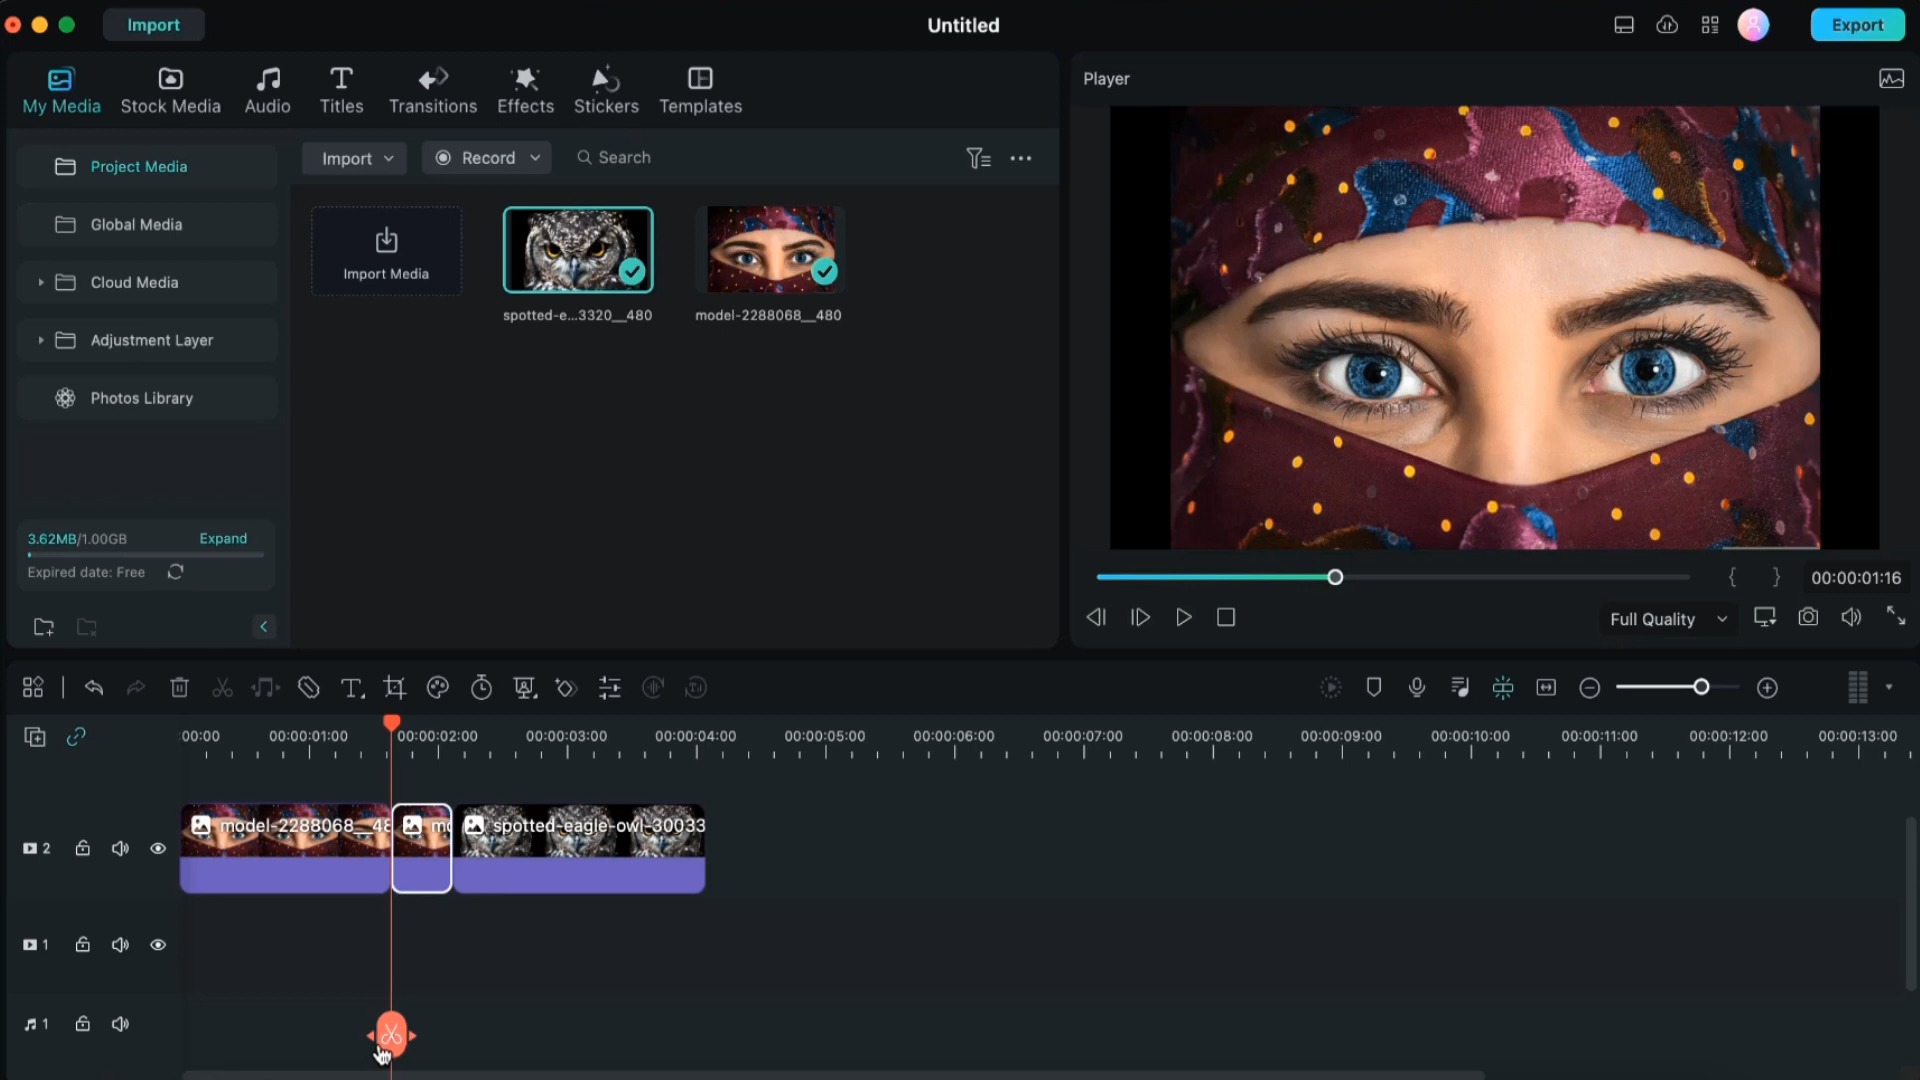 Import
Untitled
Export
My Media
Stock Media
Audio
Titles
Transitions
Effects
Stickers
Templates
Player
Project Media
Global Media
Cloud Media
Adjustment Layer
Photos Library
Import
Record
Search
Import Media
spotted-e...3320__480
model-2288068__480
3.62MB/1.00GB
Expand
Expired date: Free
00:00:01:16
Full Quality
:00:00
00:00:01:00
00:00:02:00
00:00:03:00
00:00:04:00
00:00:05:00
00:00:06:00
00:00:07:00
00:00:08:00
00:00:09:00
00:00:10:00
00:00:11:00
00:00:12:00
00:00:13:00
2
model-2288068__48
mo
spotted-eagle-owl-30033
1
1